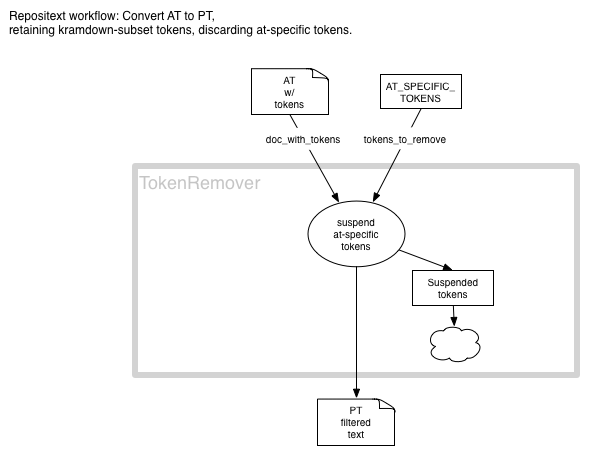 Repositext workflow: Convert AT to PT,
retaining kramdown-subset tokens, discarding at-specific tokens.
AT
w/
tokens
AT_SPECIFIC_
TOKENS
doc_with_tokens
tokens_to_remove
TokenRemover
suspend
at-specific
tokens
Suspended
tokens
PT
filtered
text